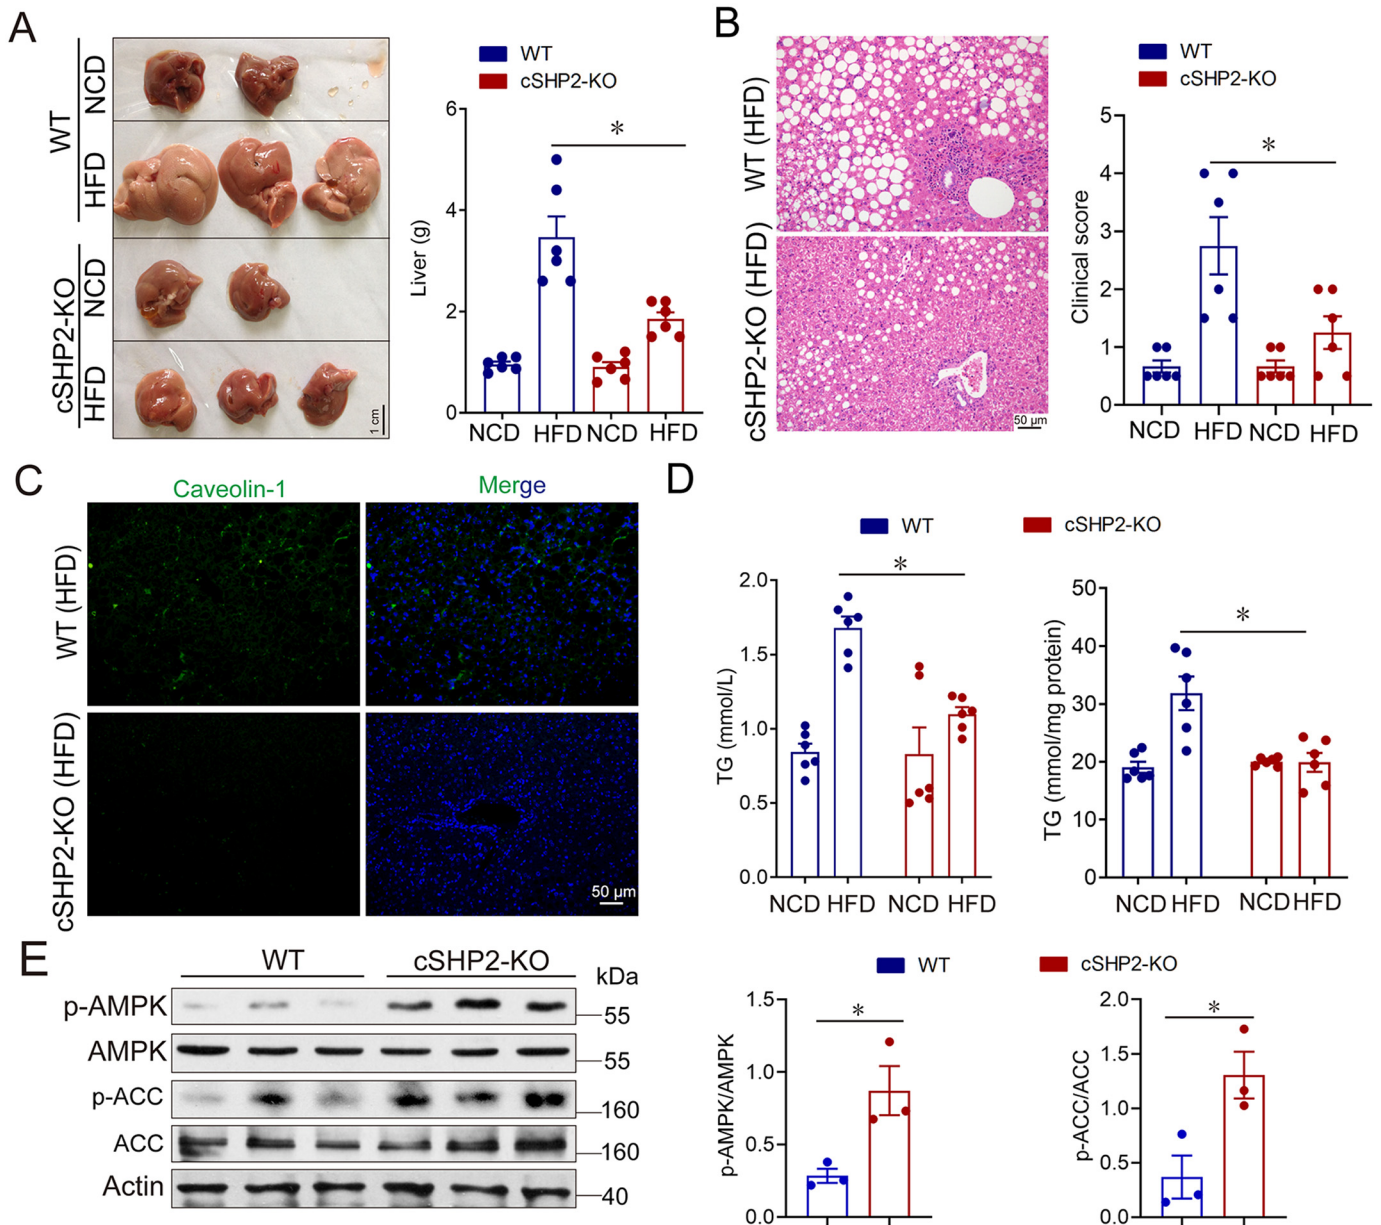 A
WT
NCD
HFD
cSHP2-KO
NCD
HFD
1 cm
WT
cSHP2-KO
Liver (g)
6
4
2
0
*
NCD HFD NCD HFD
B
WT (HFD)
cSHP2-KO (HFD)
50 µm
WT
cSHP2-KO
Clinical score
5
4
3
2
1
0
*
NCD HFD NCD HFD
C
Caveolin-1 Merge
WT (HFD)
cSHP2-KO (HFD)
50 µm
D
WT cSHP2-KO
TG (mmol/L)
2.0
1.5
1.0
0.5
0.0
*
NCD HFD NCD HFD
TG (mmol/mg protein)
50
40
30
20
10
0
*
NCD HFD NCD HFD
E
WT cSHP2-KO kDa
p-AMPK 55
AMPK 55
p-ACC 160
ACC 160
Actin 40
WT cSHP2-KO
p-AMPK/AMPK
1.5
1.0
0.5
0.0
*
p-ACC/ACC
2.0
1.5
1.0
0.5
0.0
*